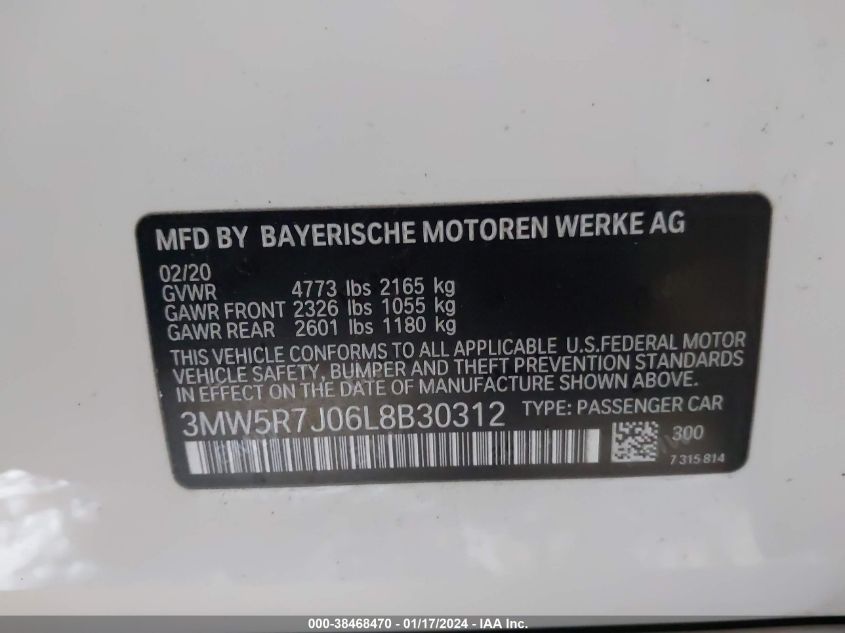 MFD BY BAYERISCHE MOTOREN WERKE AG
02/20
GVWR 4773 lbs 2165 kg
GAWR FRONT 2326 lbs 1055 kg
GAWR REAR 2601 lbs 1180 kg
THIS VEHICLE CONFORMS TO ALL APPLICABLE U.S.FEDERAL MOTOR
VEHICLE SAFETY, BUMPER AND THEFT PREVENTION STANDARDS
IN EFFECT ON THE DATE OF MANUFACTURE SHOWN ABOVE.
3MW5R7J06L8B30312 TYPE: PASSENGER CAR
300
7 315 814
000-38468470 - 01/17/2024 - IAA Inc.